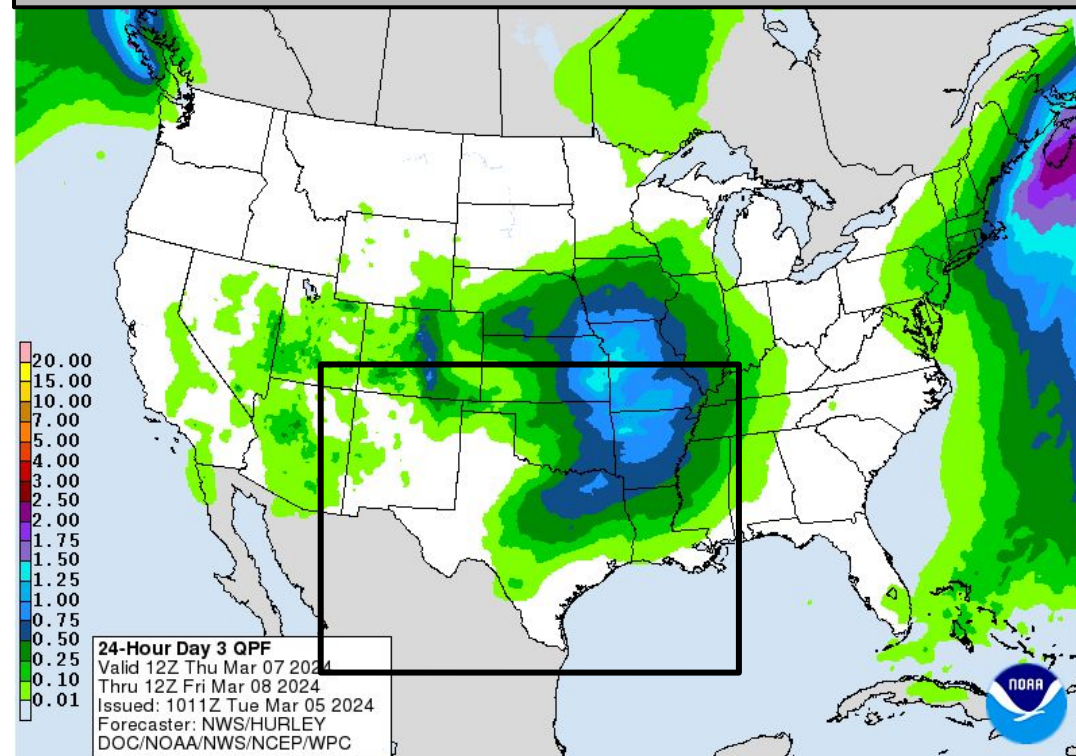 20.00
15.00
10.00
7.00
5.00
4.00
3.00
2.50
2.00
1.75
1.50
1.25
1.00
0.75
0.50
0.25
0.10
0.01
24-Hour Day 3 QPF
Valid 12Z Thu Mar 07 2024
Thru 12Z Fri Mar 08 2024
Issued: 1011Z Tue Mar 05 2024
Forecaster: NWS/HURLEY
DOC/NOAA/NWS/NCEP/WPC
NOAA